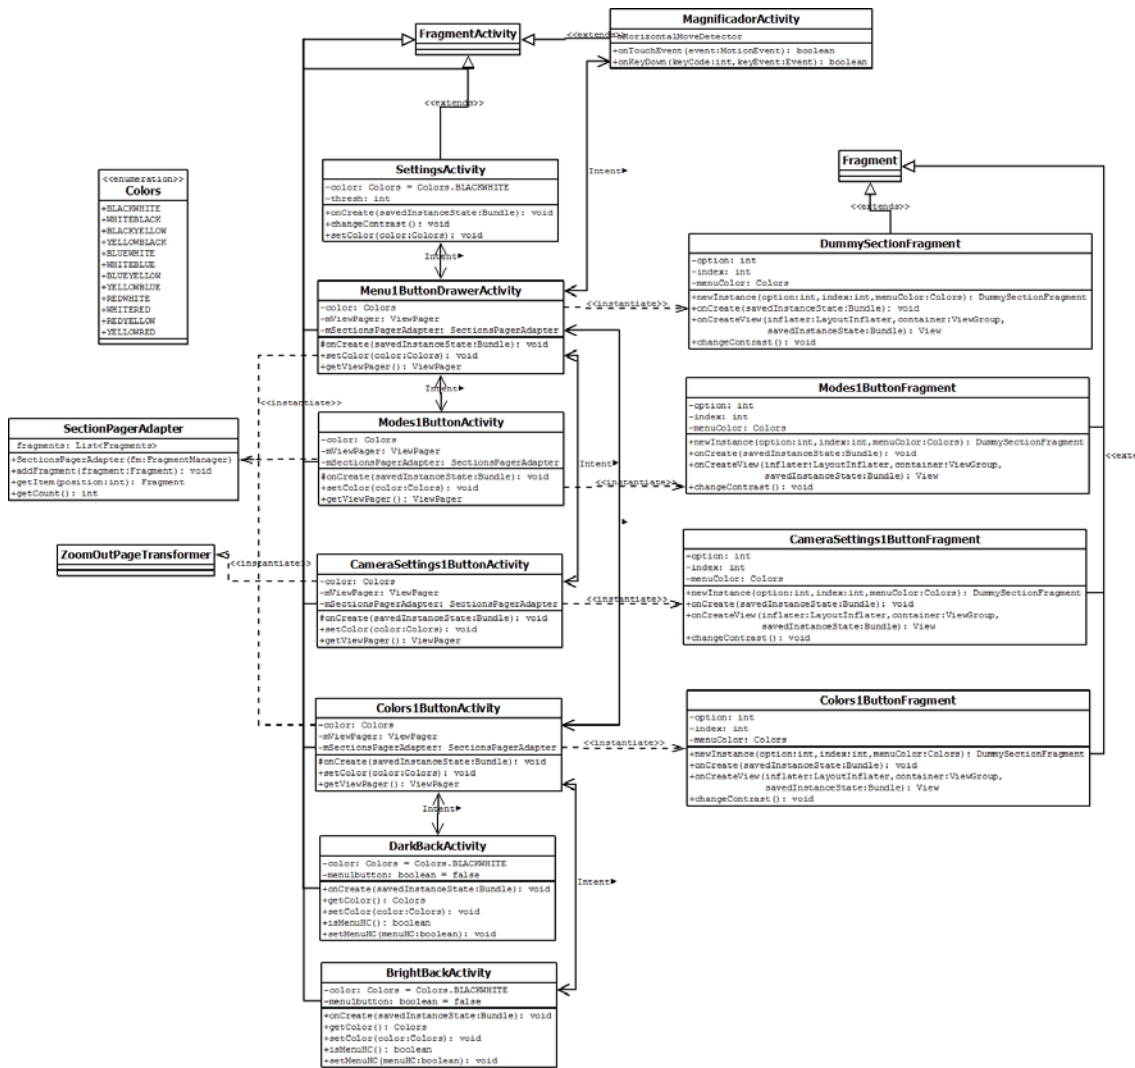 FragmentActivity
<<extends>>
MagnificadorActivity
-mHorizontalMoveDetector
+onTouchEvent(event:MotionEvent): boolean
+onKeyDown(keyCode:int,keyEvent:Event): boolean
<<extends>>
Intent
<<enumeration>>
Colors
+BLACKWHITE
+WHITEBLACK
+BLACKYELLOW
+YELLOWBLACK
+BLUEWHITE
+WHITEBLUE
+BLUEYELLOW
+YELLOWBLUE
+REDWHITE
+WHITERED
+REDYELLOW
+YELLOWRED
SettingsActivity
-color: Colors = Colors.BLACKWHITE
-thresh: int
+onCreate(savedInstanceState:Bundle): void
+changeContrast(): void
+setColor(color:Colors): void
Intent
Fragment
<<extends>>
DummySectionFragment
-option: int
-index: int
-menuColor: Colors
+newInstance(option:int,index:int,menuColor:Colors): DummySectionFragment
+onCreate(savedInstanceState:Bundle): void
+onCreateView(inflater:LayoutInflater,container:ViewGroup,
savedInstanceState:Bundle): View
+changeContrast(): void
Menu1ButtonDrawerActivity
-color: Colors
-mViewPager: ViewPager
-mSectionsPagerAdapter: SectionsPagerAdapter
#onCreate(savedInstanceState:Bundle): void
+setColor(color:Colors): void
+getViewPager(): ViewPager
<<instantiate>>
Intent
<<instantiate>>
SectionPagerAdapter
fragments: List<Fragments>
+SectionsPagerAdapter(fm:FragmentManager)
+addFragment(fragment:Fragment): void
+getItem(position:int): Fragment
+getCount(): int
Modes1ButtonActivity
-color: Colors
-mViewPager: ViewPager
-mSectionsPagerAdapter: SectionsPagerAdapter
#onCreate(savedInstanceState:Bundle): void
+setColor(color:Colors): void
+getViewPager(): ViewPager
<<instantiate>>
Intent
Modes1ButtonFragment
-option: int
-index: int
-menuColor: Colors
+newInstance(option:int,index:int,menuColor:Colors): DummySectionFragment
+onCreate(savedInstanceState:Bundle): void
+onCreateView(inflater:LayoutInflater,container:ViewGroup,
savedInstanceState:Bundle): View
+changeContrast(): void
<<exte
ZoomOutPageTransformer
<<instantiate>>
CameraSettings1ButtonActivity
-color: Colors
-mViewPager: ViewPager
-mSectionsPagerAdapter: SectionsPagerAdapter
#onCreate(savedInstanceState:Bundle): void
+setColor(color:Colors): void
+getViewPager(): ViewPager
<<instantiate>>
CameraSettings1ButtonFragment
-option: int
-index: int
-menuColor: Colors
+newInstance(option:int,index:int,menuColor:Colors): DummySectionFragment
+onCreate(savedInstanceState:Bundle): void
+onCreateView(inflater:LayoutInflater,container:ViewGroup,
savedInstanceState:Bundle): View
+changeContrast(): void
Colors1ButtonActivity
-color: Colors
-mViewPager: ViewPager
-mSectionsPagerAdapter: SectionsPagerAdapter
#onCreate(savedInstanceState:Bundle): void
+setColor(color:Colors): void
+getViewPager(): ViewPager
<<instantiate>>
Intent
Colors1ButtonFragment
-option: int
-index: int
-menuColor: Colors
+newInstance(option:int,index:int,menuColor:Colors): DummySectionFragment
+onCreate(savedInstanceState:Bundle): void
+onCreateView(inflater:LayoutInflater,container:ViewGroup,
savedInstanceState:Bundle): View
+changeContrast(): void
DarkBackActivity
-color: Colors = Colors.BLACKWHITE
-menu1button: boolean = false
+onCreate(savedInstanceState:Bundle): void
+getColor(): Colors
+setColor(color:Colors): void
+isMenuHC(): boolean
+setMenuHC(menuHC:boolean): void
Intent
BrightBackActivity
-color: Colors = Colors.BLACKWHITE
-menu1button: boolean = false
+onCreate(savedInstanceState:Bundle): void
+getColor(): Colors
+setColor(color:Colors): void
+isMenuHC(): boolean
+setMenuHC(menuHC:boolean): void